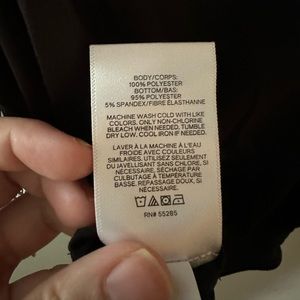 BODY/CORPS:
100% POLYESTER
BOTTOM/BAS:
95% POLYESTER
5% SPANDEX/FIBRE ÉLASTHANNE
MACHINE WASH COLD WITH LIKE
COLORS. ONLY NON-CHLORINE
BLEACH WHEN NEEDED. TUMBLE
DRY LOW. COOL IRON IF NEEDED.
LAVER À LA MACHINE À L'EAU
FROIDE AVEC COULEURS
SIMILAIRES. UTILISEZ SEULEMENT
DU JAVELLISANT SANS CHLORE
SI NÉCESSAIRE. SÉCHAGE PAR
CULBUTAGE À TEMPÉRATURE
BASSE. REPASSAGE DOUX, SI
NÉCESSAIRE.
RN# 55285